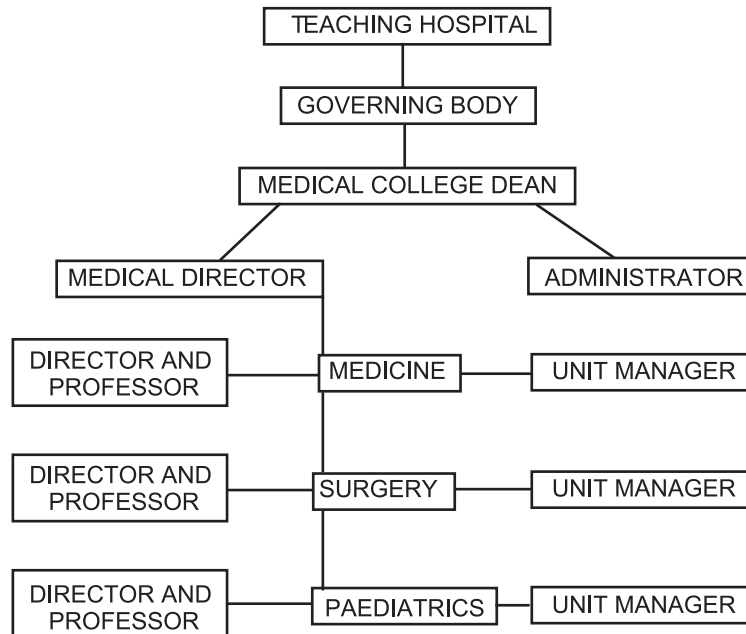 TEACHING HOSPITAL
GOVERNING BODY
MEDICAL COLLEGE DEAN
MEDICAL DIRECTOR
ADMINISTRATOR
DIRECTOR AND
PROFESSOR
MEDICINE
UNIT MANAGER
DIRECTOR AND
PROFESSOR
SURGERY
UNIT MANAGER
DIRECTOR AND
PROFESSOR
PAEDIATRICS
UNIT MANAGER